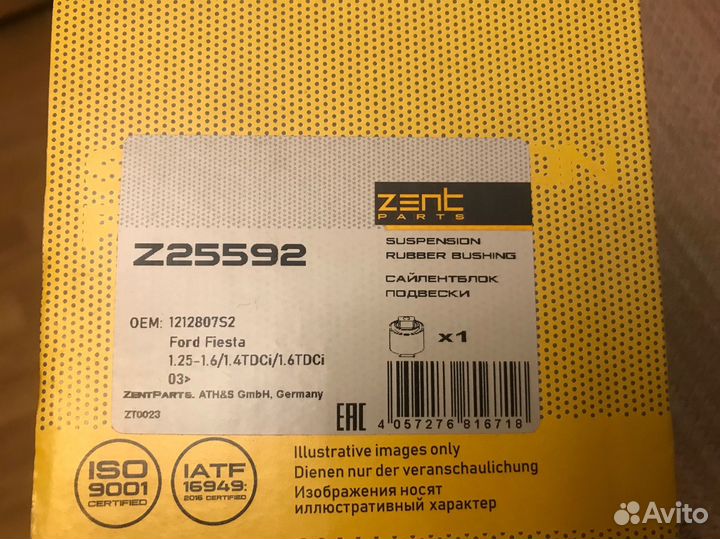 ZENT
PARTS
Z25592
SUSPENSION
RUBBER BUSHING
САЙЛЕНТБЛОК
ПОДВЕСКИ
OEM: 1212807S2
Ford Fiesta
1.25-1.6/1.4TDCi/1.6TDCi
03>
x1
ZENTPARTS. ATH&S GmbH, Germany
ZT0023
EAC
4 057276 816718
ISO
9001
CERTIFIED
IATF
16949:
2016 CERTIFIED
Illustrative images only
Dienen nur der veranschaulichung
Изображения носят
иллюстративный характер
Avito